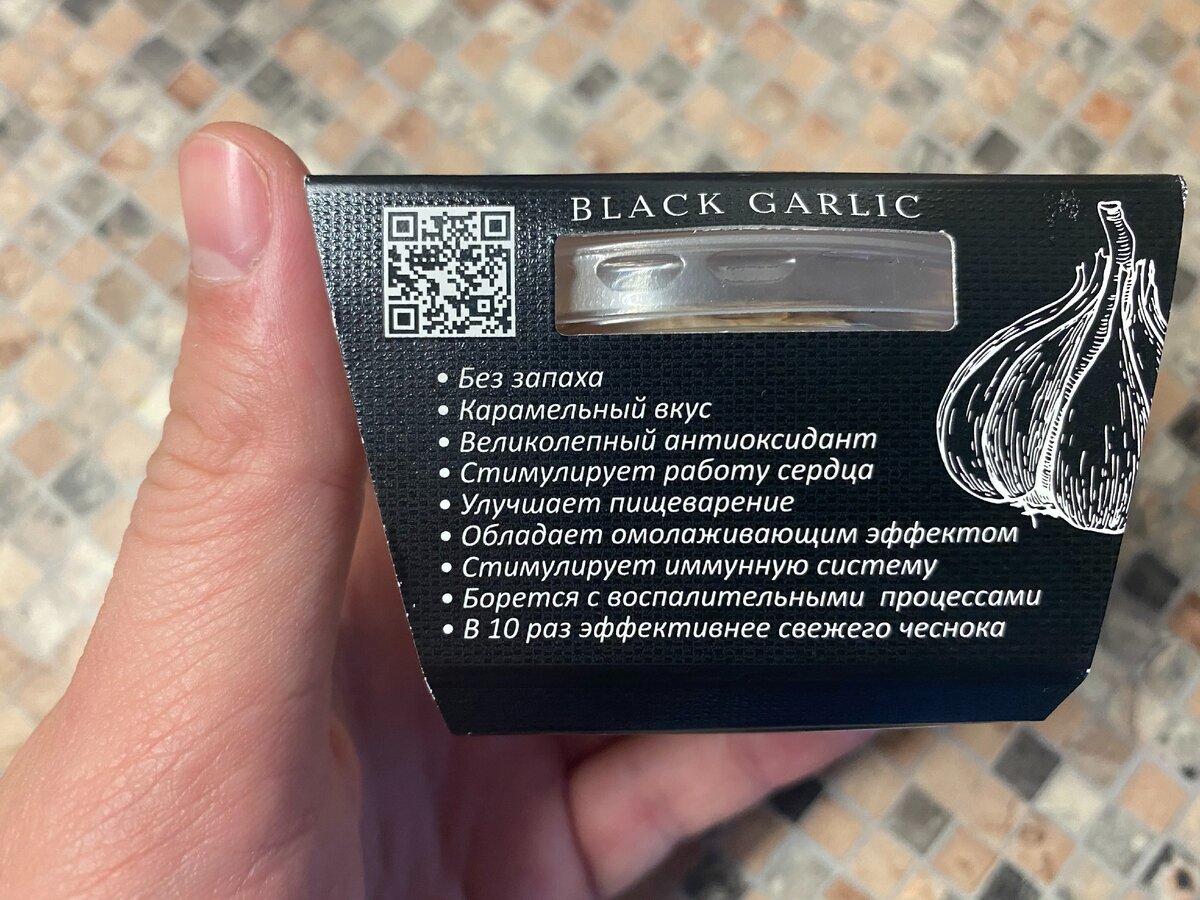 BLACK GARLIC
• Без запаха
• Карамельный вкус
• Великолепный антиоксидант
• Стимулирует работу сердца
• Улучшает пищеварение
• Обладает омолаживающим эффектом
• Стимулирует иммунную систему
• Борется с воспалительными процессами
• В 10 раз эффективнее свежего чеснока